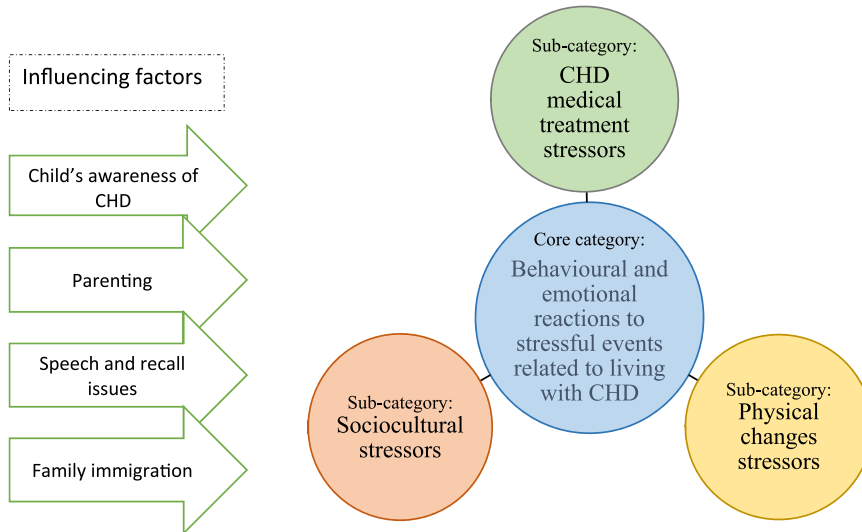 Influencing factors
Child's awareness of
CHD
Parenting
Speech and recall
issues
Family immigration
Sub-category:
CHD
medical
treatment
stressors
Core category:
Behavioural and
emotional
reactions to
stressful events
related to living
with CHD
Sub-category:
Sociocultural
stressors
Sub-category:
Physical
changes
stressors